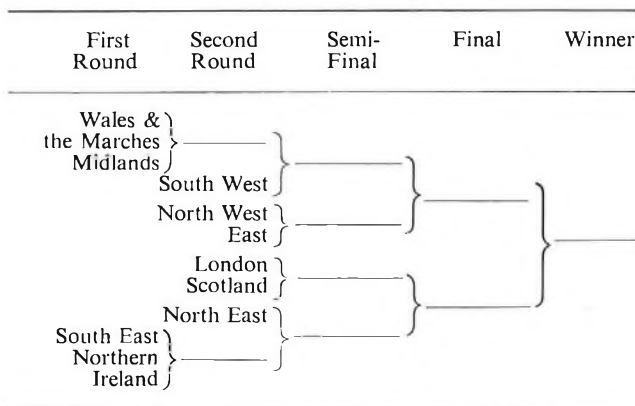 First Second Semi- Final Winner
Round Round Final
Wales &
the Marches
Midlands
South West
North West
East
London
Scotland
North East
South East
Northern
Ireland